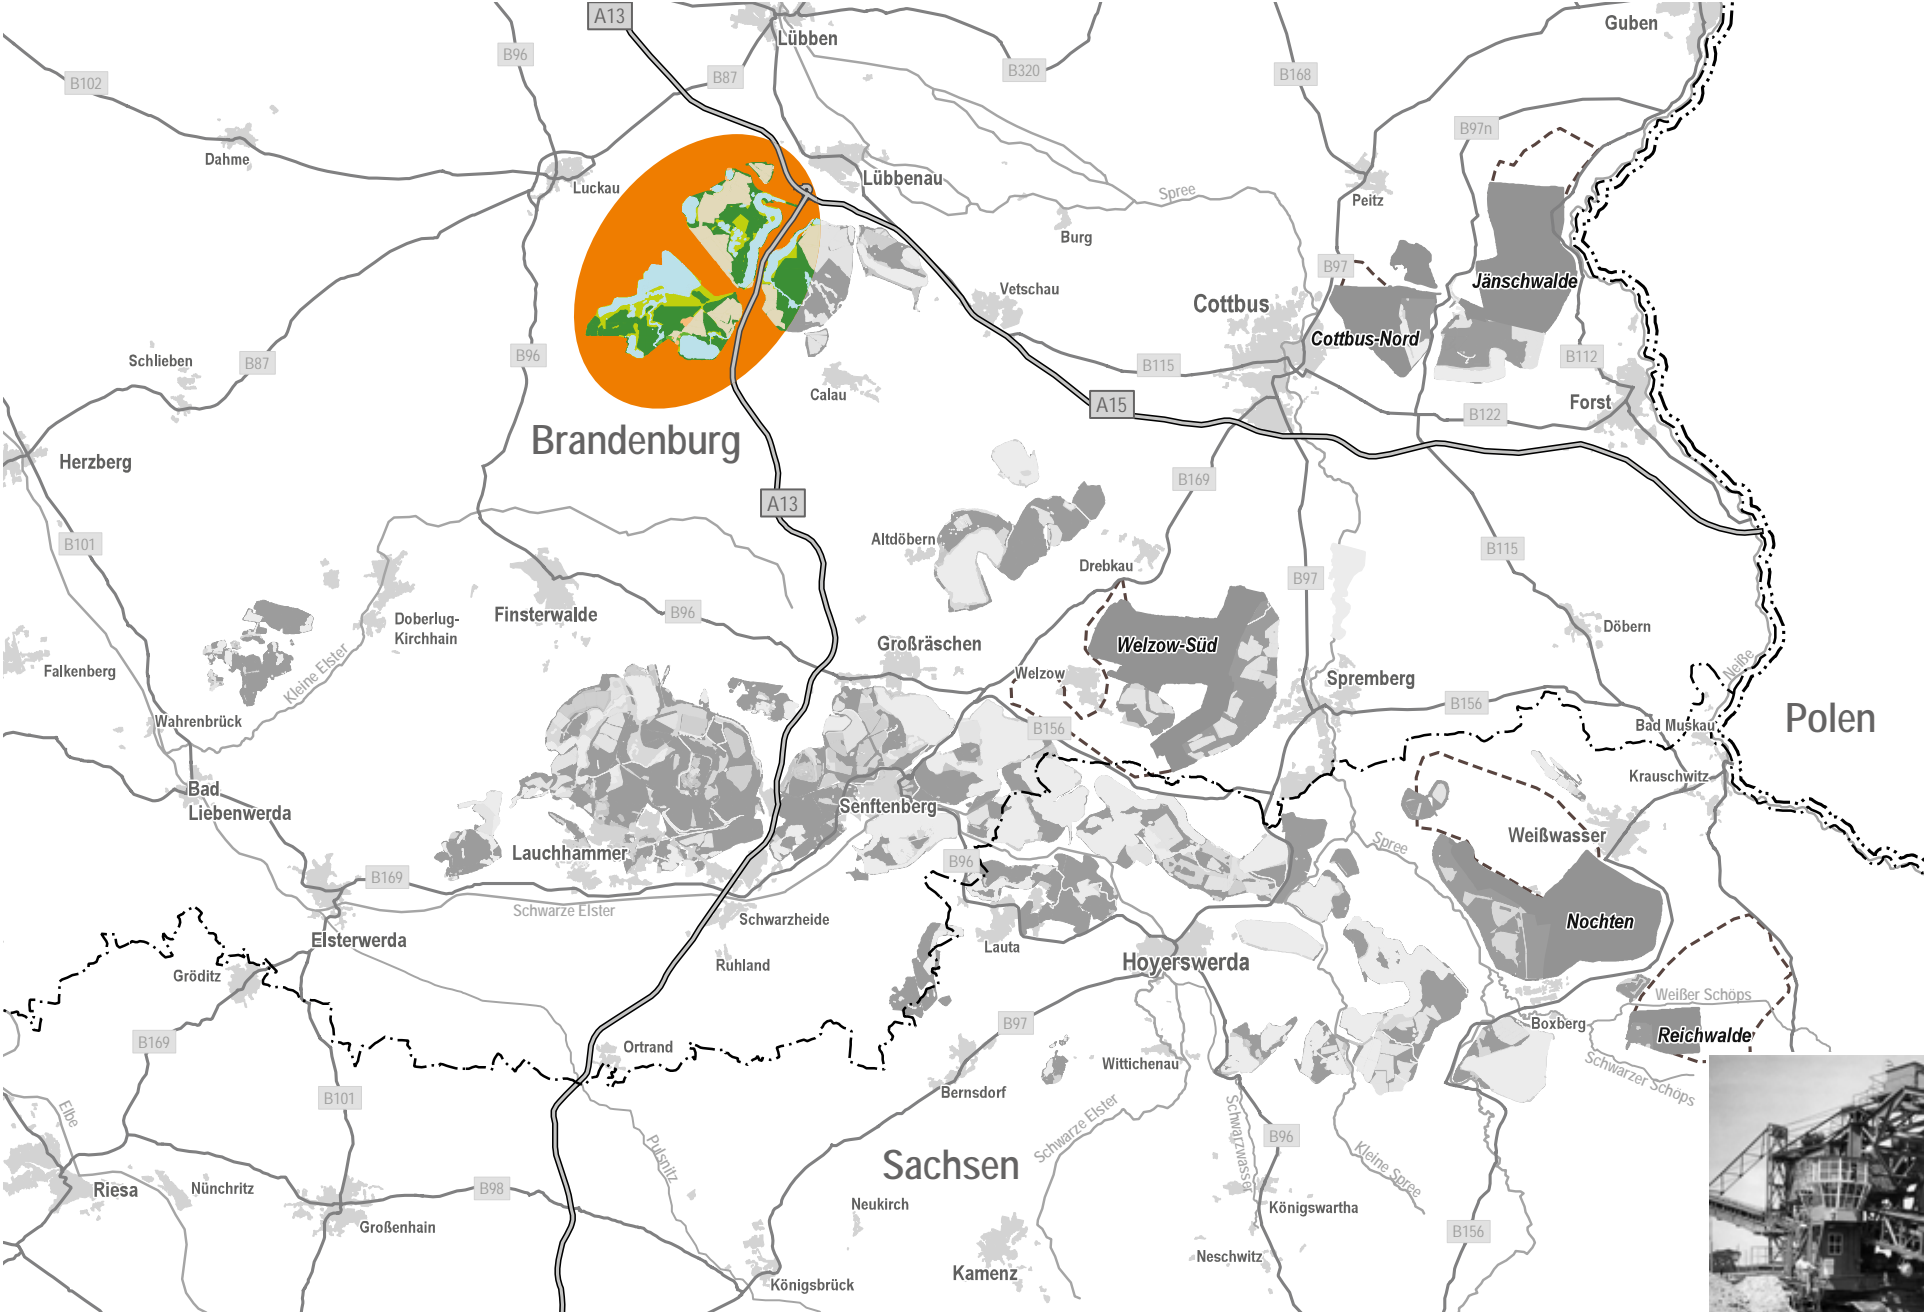 A13
Lübben
Guben
B96
B87
B320
B168
B102
B97n
Dahme
Luckau
Lübbenau
Spree
Peitz
Burg
B97
Vetschau
Cottbus
Jänschwalde
Cottbus-Nord
Schlieben
B87
B96
B115
B112
Calau
A15
Forst
B122
Brandenburg
Herzberg
B169
A13
B101
Altdöbern
B115
Drebkau
B97
Doberlug-
Kirchhain
Finsterwalde
B96
Döbern
Großräschen
Welzow-Süd
Falkenberg
Kleine Elster
Welzow
Spremberg
Neiße
B156
Wahrenbrück
B156
Bad Muskau
Polen
Bad
Liebenwerda
Krauschwitz
Senftenberg
Weißwasser
Spree
Lauchhammer
B96
B169
Schwarze Elster
Schwarzheide
Nochten
Elsterwerda
Lauta
Ruhland
Hoyerswerda
Gröditz
Weißer Schöps
B97
Boxberg
Reichwalde
B169
Ortrand
Wittichenau
Schwarzer Schöps
Bernsdorf
B101
Elbe
Schwarze Elster
Schwarzwasser
B96
Pulsnitz
Sachsen
Kleine Spree
Riesa
Nünchritz
B98
Neukirch
Königswartha
Großenhain
B156
Neschwitz
Kamenz
Königsbrück